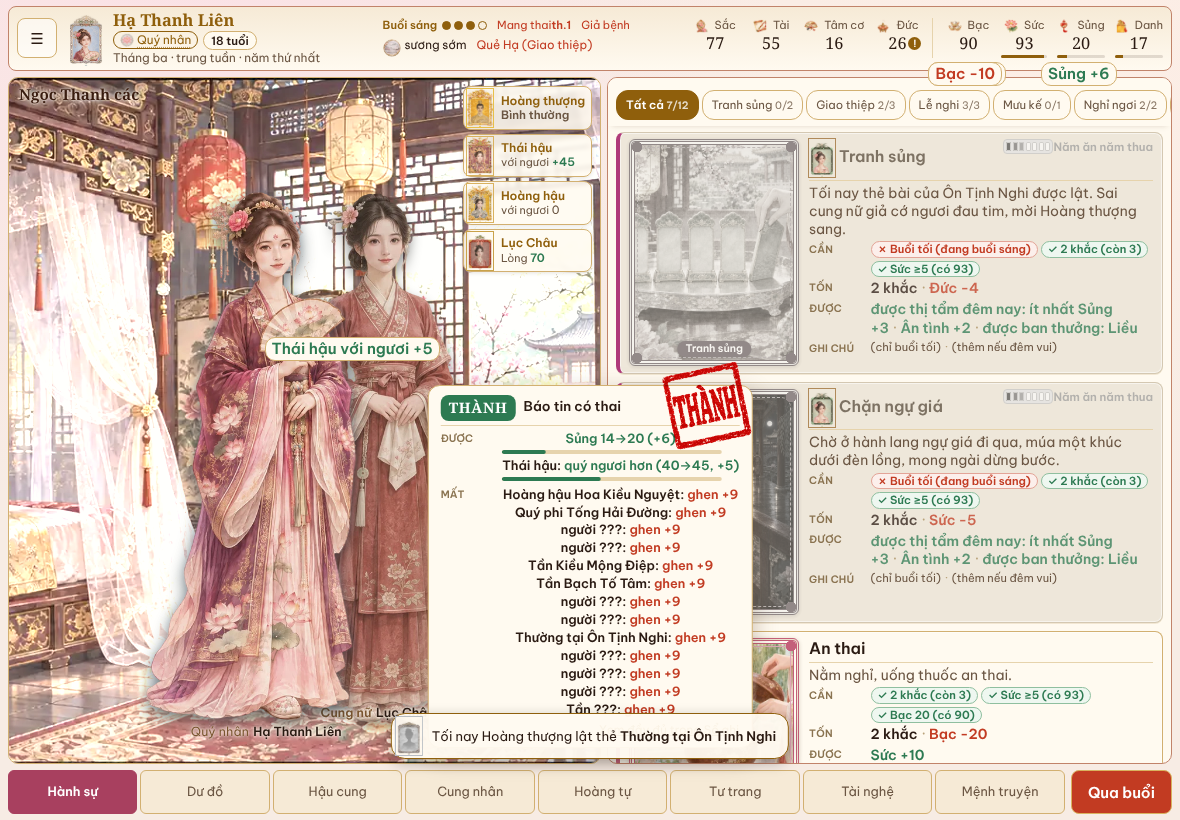 ☰
Hạ Thanh Liên
Quý nhân 18 tuổi
Tháng ba · trung tuần · năm thứ nhất
Buổi sáng Mang thai th.1 Giả bệnh
sương sớm Quẻ Hạ (Giao thiệp)
Sắc 77
Tài 55
Tâm cơ 16
Đức 26!
Bạc 90
Sức 93
Sủng 20
Danh 17
Bạc -10 Sủng +6
Ngọc Thanh các
Hoàng thượng
Bình thường
Thái hậu
với ngươi +45
Hoàng hậu
với ngươi 0
Lục Châu
Lòng 70
Thái hậu với ngươi +5
Cung nữ Lục Châ
Quý nhân Hạ Thanh Liên
Tất cả 7/12 Tranh sủng 0/2 Giao thiệp 2/3 Lễ nghi 3/3 Mưu kế 0/1 Nghỉ ngơi 2/2
Tranh sủng
Năm ăn năm thua
Tranh sủng
Tối nay thẻ bài của Ôn Tịnh Nghi được lật. Sai
cung nữ giả cớ ngươi đau tim, mời Hoàng thượng
sang.
CẦN × Buổi tối (đang buổi sáng) ✓ 2 khắc (còn 3)
✓ Sức ≥5 (có 93)
TỐN 2 khắc · Đức -4
ĐƯỢC được thị tẩm đêm nay: ít nhất Sủng
+3 · Ân tình +2 · được ban thưởng: Liều
GHI CHÚ (chỉ buổi tối) · (thêm nếu đêm vui)
Chặn ngự giá
Năm ăn năm thua
Chờ ở hành lang ngự giá đi qua, múa một khúc
dưới đèn lồng, mong ngài dừng bước.
CẦN × Buổi tối (đang buổi sáng) ✓ 2 khắc (còn 3)
✓ Sức ≥5 (có 93)
TỐN 2 khắc · Sức -5
ĐƯỢC được thị tẩm đêm nay: ít nhất Sủng
+3 · Ân tình +2 · được ban thưởng: Liều
GHI CHÚ (chỉ buổi tối) · (thêm nếu đêm vui)
An thai
Nằm nghỉ, uống thuốc an thai.
CẦN ✓ 2 khắc (còn 3) ✓ Sức ≥5 (có 93)
✓ Bạc 20 (có 90)
TỐN 2 khắc · Bạc -20
ĐƯỢC Sức +10
THÀNH Báo tin có thai
THÀNH
ĐƯỢC Sủng 14→20 (+6)
Thái hậu: quý ngươi hơn (40→45, +5)
MẤT Hoàng hậu Hoa Kiều Nguyệt: ghen +9
Quý phi Tống Hải Đường: ghen +9
người ???: ghen +9
người ???: ghen +9
Tần Kiều Mộng Điệp: ghen +9
Tần Bạch Tố Tâm: ghen +9
người ???: ghen +9
người ???: ghen +9
Thường tại Ôn Tịnh Nghi: ghen +9
người ???: ghen +9
người ???: ghen +9
người ???: ghen +9
Tần ???: ghen +9
Tối nay Hoàng thượng lật thẻ Thường tại Ôn Tịnh Nghi
Hành sự Dư đồ Hậu cung Cung nhân Hoàng tự Tư trang Tài nghệ Mệnh truyện Qua buổi